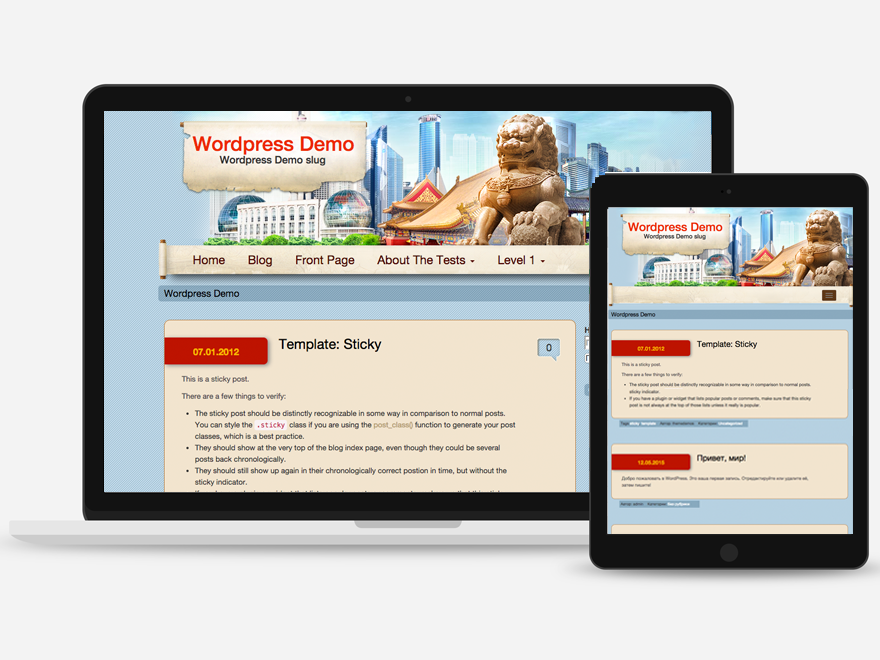 Wordpress Demo
Wordpress Demo slug
Home Blog Front Page About The Tests Level 1
Wordpress Demo
07.01.2012
Template: Sticky
0
This is a sticky post.
There are a few things to verify:
The sticky post should be distinctly recognizable in some way in comparison to normal posts.
You can style the .sticky class if you are using the post_class() function to generate your post
classes, which is a best practice.
They should show at the very top of the blog index page, even though they could be several
posts back chronologically.
They should still show up again in their chronologically correct postion in time, but without the
sticky indicator.
Wordpress Demo
Wordpress Demo slug
Wordpress Demo
07.01.2012
Template: Sticky
This is a sticky post.
There are a few things to verify:
The sticky post should be distinctly recognizable in some way in comparison to normal posts.
sticky indicator.
If you have a plugin or widget that lists popular posts or comments, make sure that this sticky
post is not always at the top of those lists unless it really is popular.
12.05.2015
Привет, мир!
Добро пожаловать в WordPress. Это ваша первая запись. Отредактируйте или удалите её,
затем пишите!